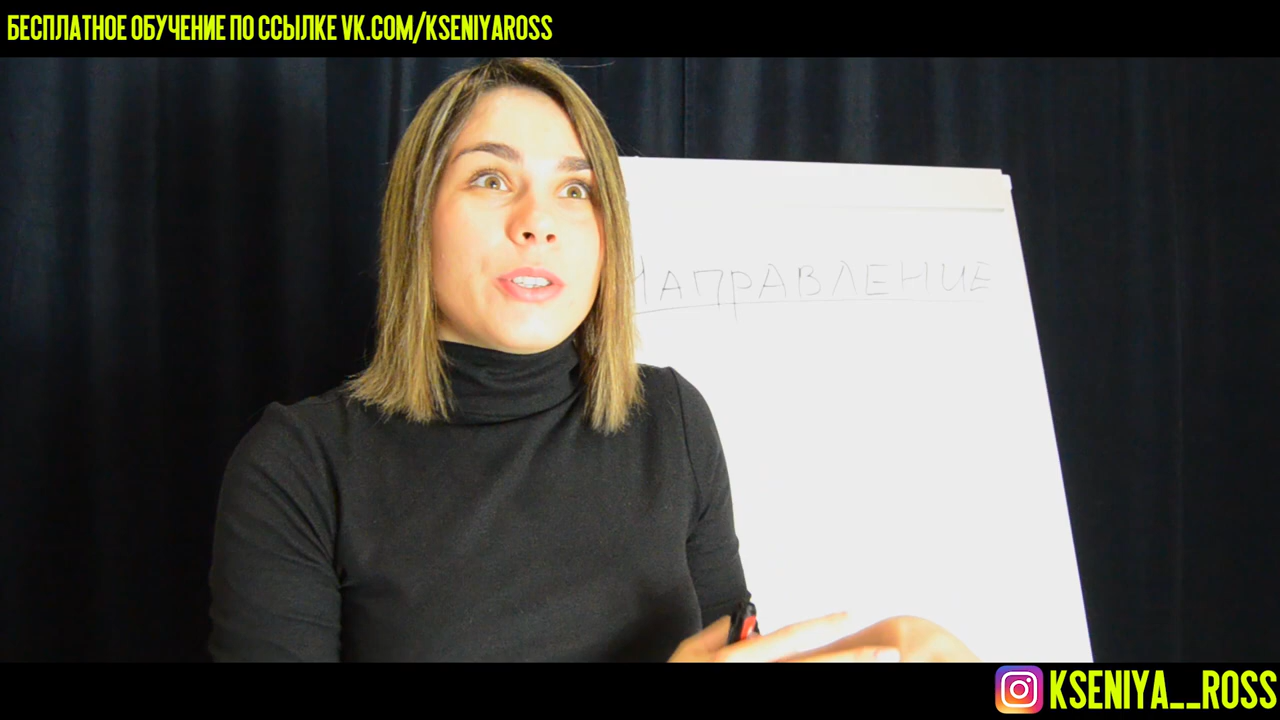 БЕСПЛАТНОЕ ОБУЧЕНИЕ ПО ССЫЛКЕ VK.COM/KSENIYAROSS
НАПРАВЛЕНИЕ
KSENIYA__ROSS